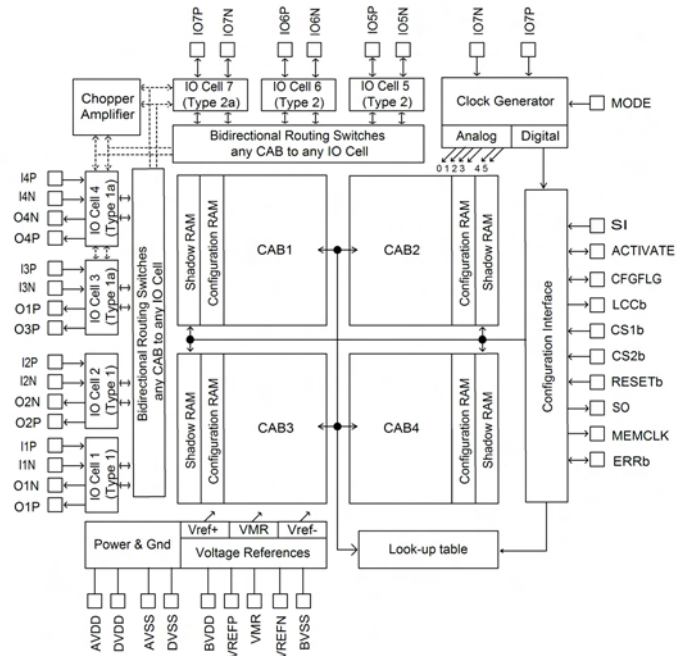 IO7P
IO7N
IO6P
IO6N
IO5P
IO5N
IO7N
IO7P
Chopper
Amplifier
IO Cell 7
(Type 2a)
IO Cell 6
(Type 2)
IO Cell 5
(Type 2)
Clock Generator
Analog
Digital
MODE
Bidirectional Routing Switches
any CAB to any IO Cell
0 1 2 3 4 5
I4P
I4N
O4N
O4P
IO Cell 4
(Type 1a)
I3P
I3N
O1P
O3P
IO Cell 3
(Type 1a)
I2P
I2N
O2N
O2P
IO Cell 2
(Type 1)
I1P
I1N
O1N
O1P
IO Cell 1
(Type 1)
Bidirectional Routing Switches
any CAB to any IO Cell
Shadow RAM
Configuration RAM
CAB1
CAB2
Configuration RAM
Shadow RAM
Shadow RAM
Configuration RAM
CAB3
CAB4
Configuration RAM
Shadow RAM
Configuration Interface
SI
ACTIVATE
CFGFLG
LCCb
CS1b
CS2b
RESETb
SO
MEMCLK
ERRb
Power & Gnd
Vref+
VMR
Vref-
Voltage References
Look-up table
AVDD
DVDD
AVSS
DVSS
BVDD
VREFP
VMR
VREFN
BVSS